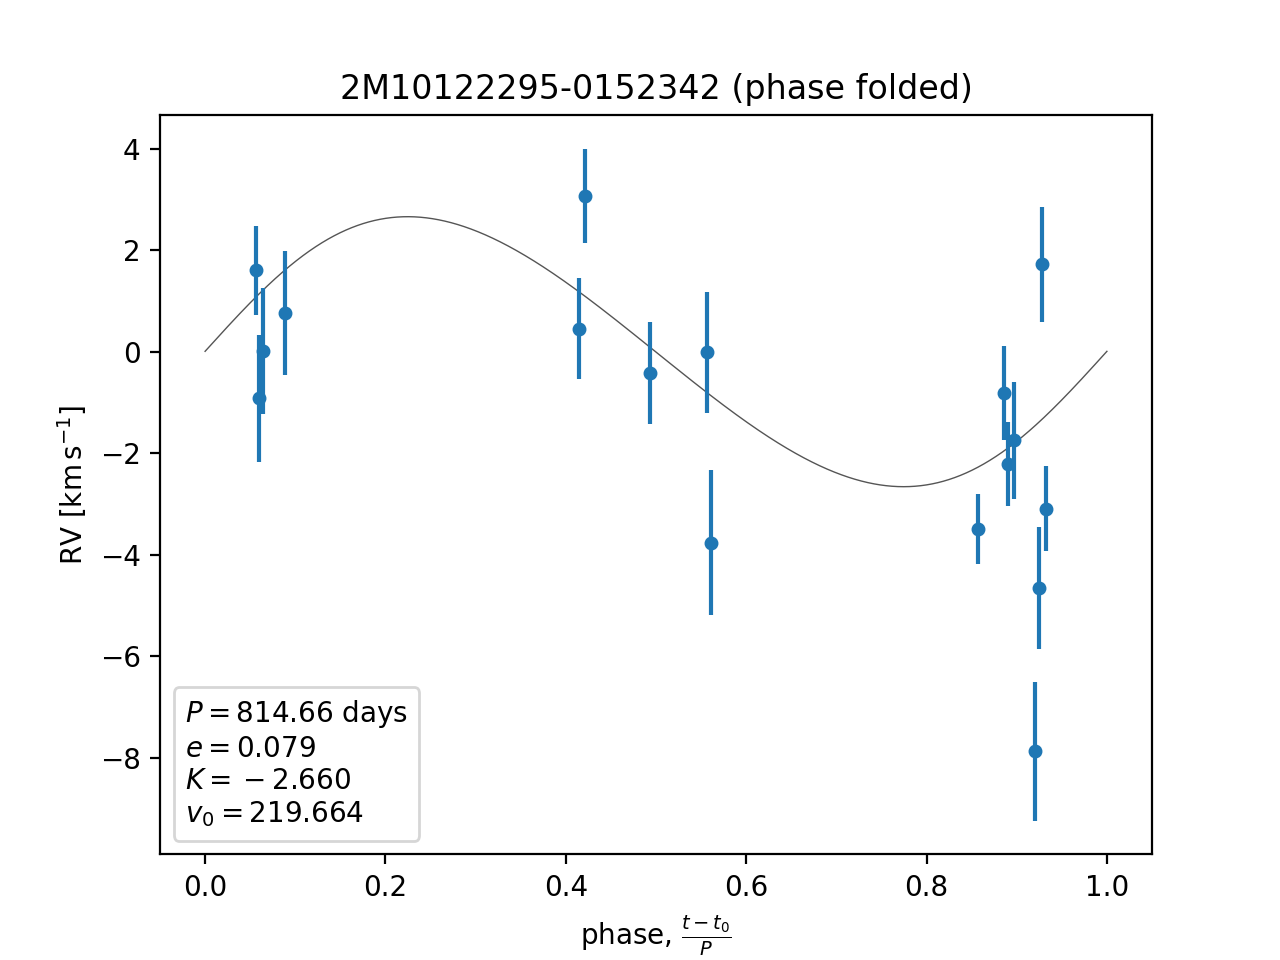 2M10122295-0152342 (phase folded)
4
2
0
−2
−4
−6
−8
RV [km s⁻¹]
P = 814.66 days
e = 0.079
K = −2.660
v₀ = 219.664
0.0 0.2 0.4 0.6 0.8 1.0
phase, (t − t₀)/P